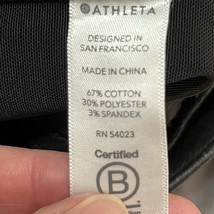 ATHLETA
DESIGNED IN
SAN FRANCISCO
MADE IN CHINA
67% COTTON
30% POLYESTER
3% SPANDEX
RN 54023
Certified
B